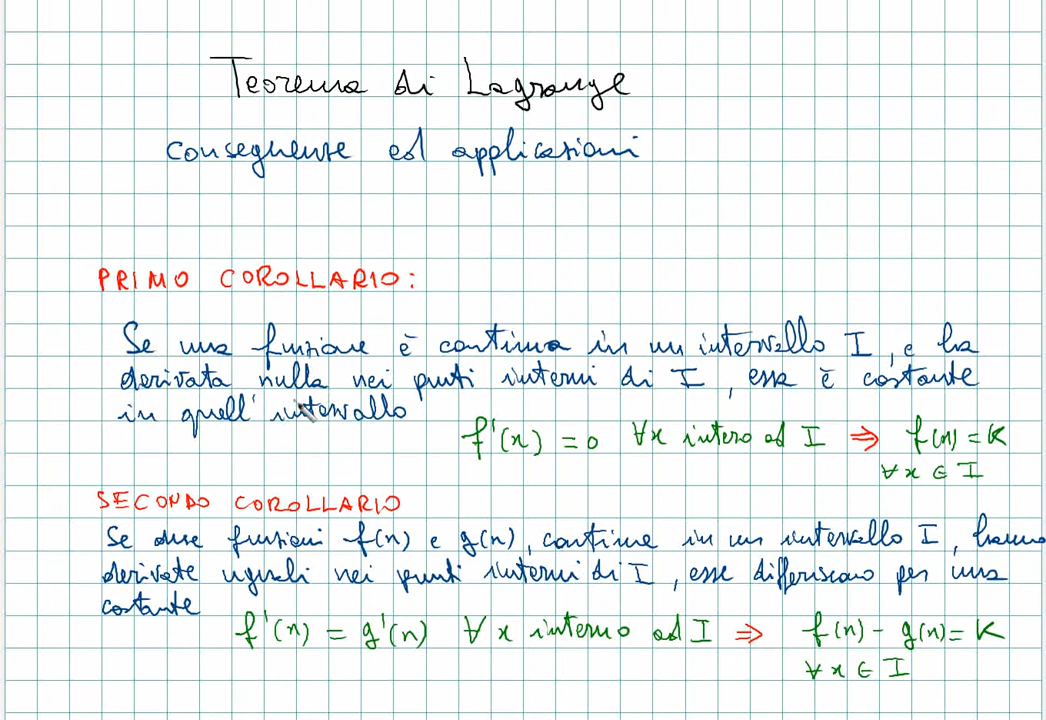 Teorema di Lagrange
conseguenze ed applicazioni
PRIMO COROLLARIO:
Se una funzione è continua in un intervallo I, e ha
derivata nulla nei punti interni di I, essa è costante
in quell'intervallo
f'(x) = 0 ∀x intero ad I ⇒ f(x) = K
∀x ∈ I
SECONDO COROLLARIO
Se due funzioni f(x) e g(x), continue in un intervallo I, hanno
derivate uguali nei punti interni di I, esse differiscono per una
costante
f'(x) = g'(x) ∀ x interno ad I ⇒ f(x) - g(x) = K
∀ x ∈ I